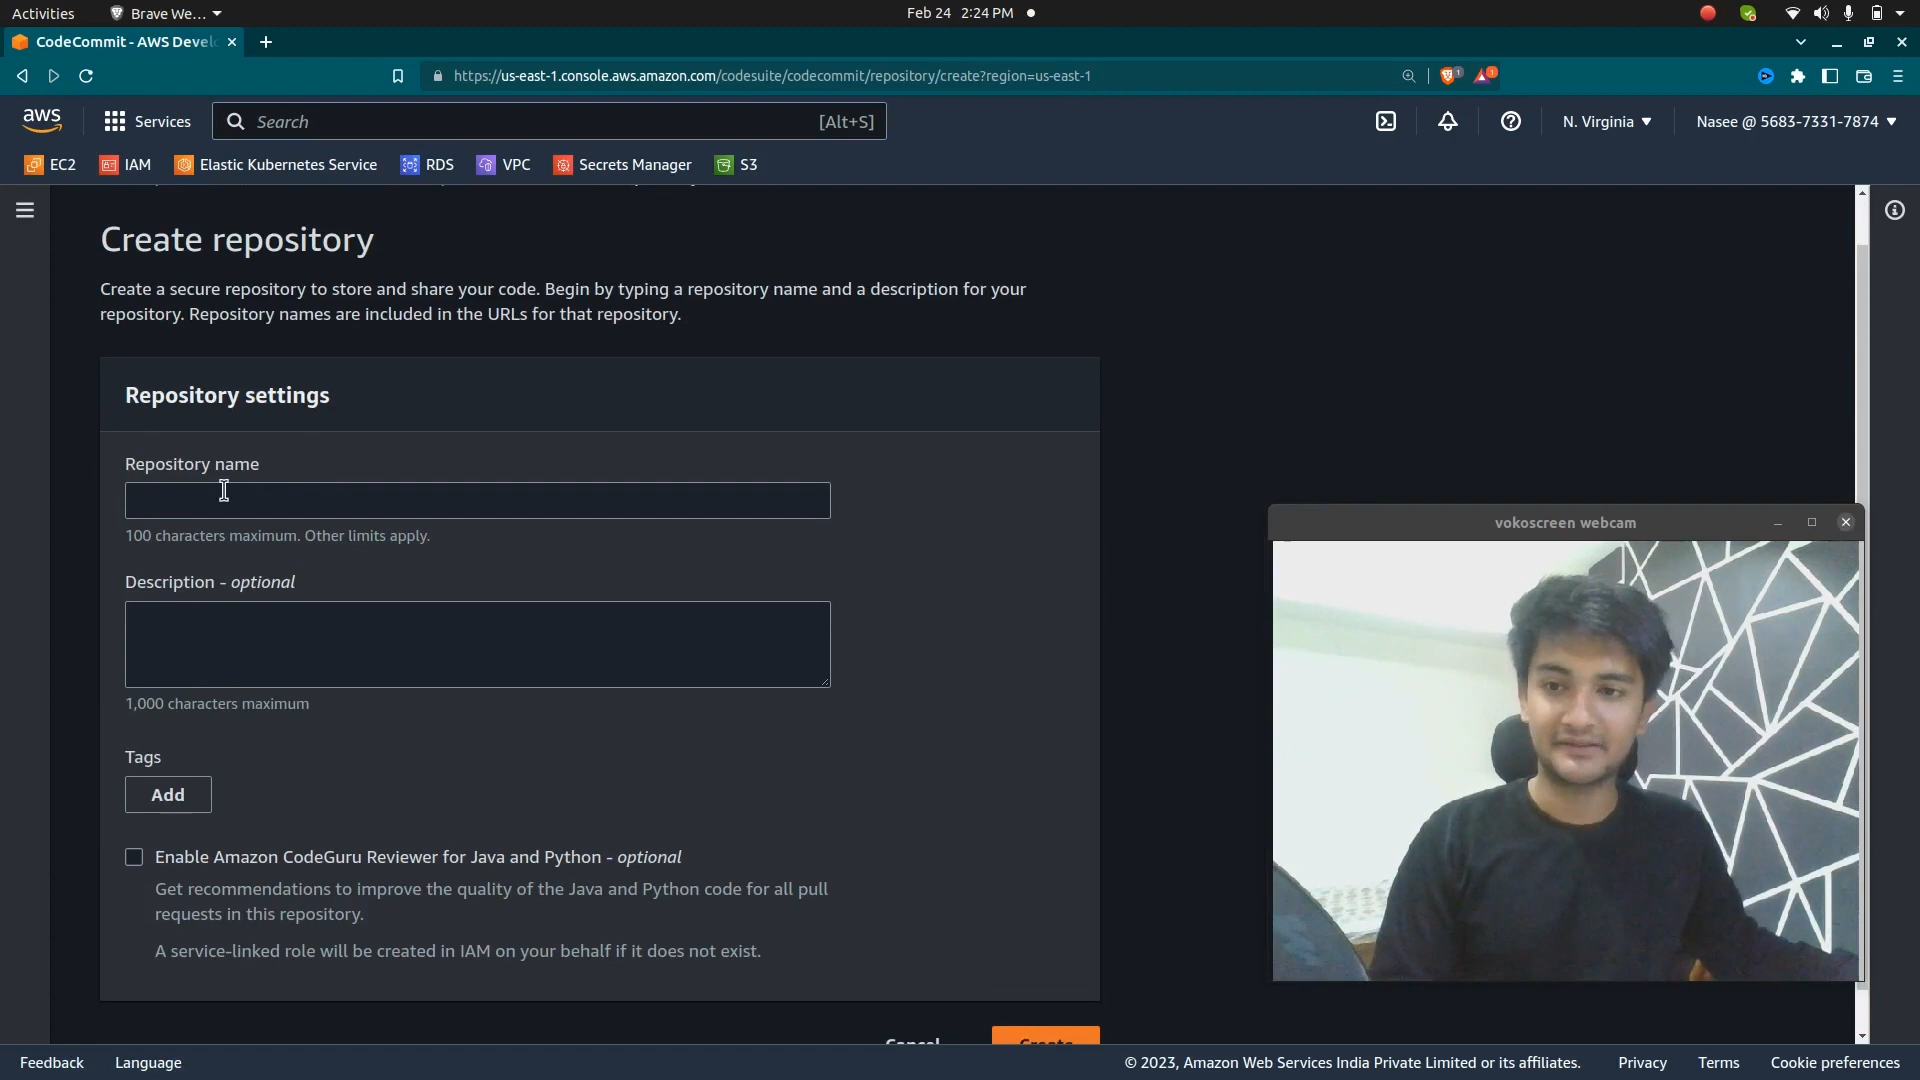 Activities
Brave We...
Feb 24 2:24 PM
CodeCommit - AWS Devel
https://us-east-1.console.aws.amazon.com/codesuite/codecommit/repository/create?region=us-east-1
1
1
aws
Services
Search
[Alt+S]
N. Virginia
Nasee @ 5683-7331-7874
EC2
IAM
Elastic Kubernetes Service
RDS
VPC
Secrets Manager
S3
Create repository
Create a secure repository to store and share your code. Begin by typing a repository name and a description for your
repository. Repository names are included in the URLs for that repository.
Repository settings
Repository name
100 characters maximum. Other limits apply.
Description - optional
1,000 characters maximum
Tags
Add
Enable Amazon CodeGuru Reviewer for Java and Python - optional
Get recommendations to improve the quality of the Java and Python code for all pull
requests in this repository.
A service-linked role will be created in IAM on your behalf if it does not exist.
Cancel
Create
vokoscreen webcam
Feedback
Language
© 2023, Amazon Web Services India Private Limited or its affiliates.
Privacy
Terms
Cookie preferences